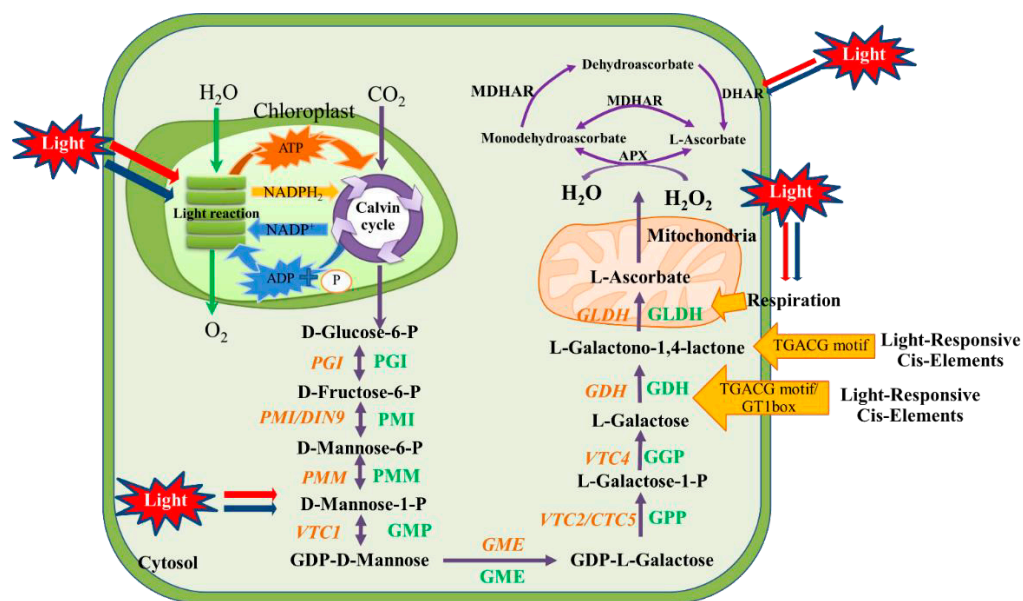 Light
H₂O
Chloroplast
CO₂
ATP
NADPH₂
Light reaction
Calvin
cycle
NADP⁺
ADP
P
O₂
Light
D-Glucose-6-P
PGI PGI
D-Fructose-6-P
PMI/DIN9 PMI
D-Mannose-6-P
PMM PMM
D-Mannose-1-P
VTC1 GMP
GDP-D-Mannose
Cytosol
GME
GME
GDP-L-Galactose
VTC2/CTC5 GPP
L-Galactose-1-P
VTC4 GGP
L-Galactose
GDH GDH
L-Galactono-1,4-lactone
GLDH GLDH
L-Ascorbate
Mitochondria
Dehydroascorbate
MDHAR
DHAR
MDHAR
Monodehydroascorbate
L-Ascorbate
APX
H₂O
H₂O₂
Light
Light
Respiration
TGACG motif
Light-Responsive
Cis-Elements
TGACG motif/
GT1box
Light-Responsive
Cis-Elements